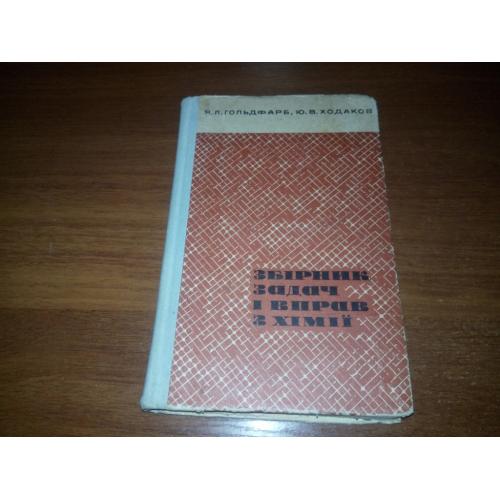 Я.Л.ГОЛЬДФАРБ, Ю.В.ХОДАКОВ
ЗБІРНИК
ЗАДАЧ
І ВПРАВ
З ХІМІЇ